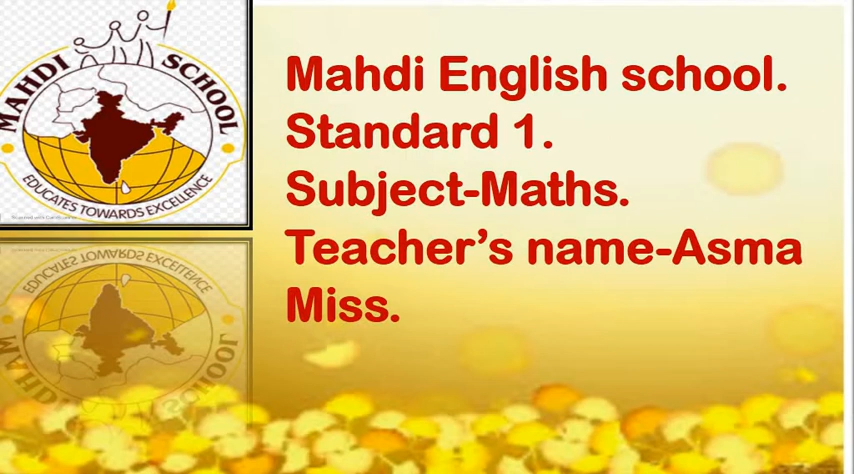 MAHDI SCHOOL
EDUCATES TOWARDS EXCELLENCE
Mahdi English school.
Standard 1.
Subject-Maths.
Teacher's name-Asma
Miss.